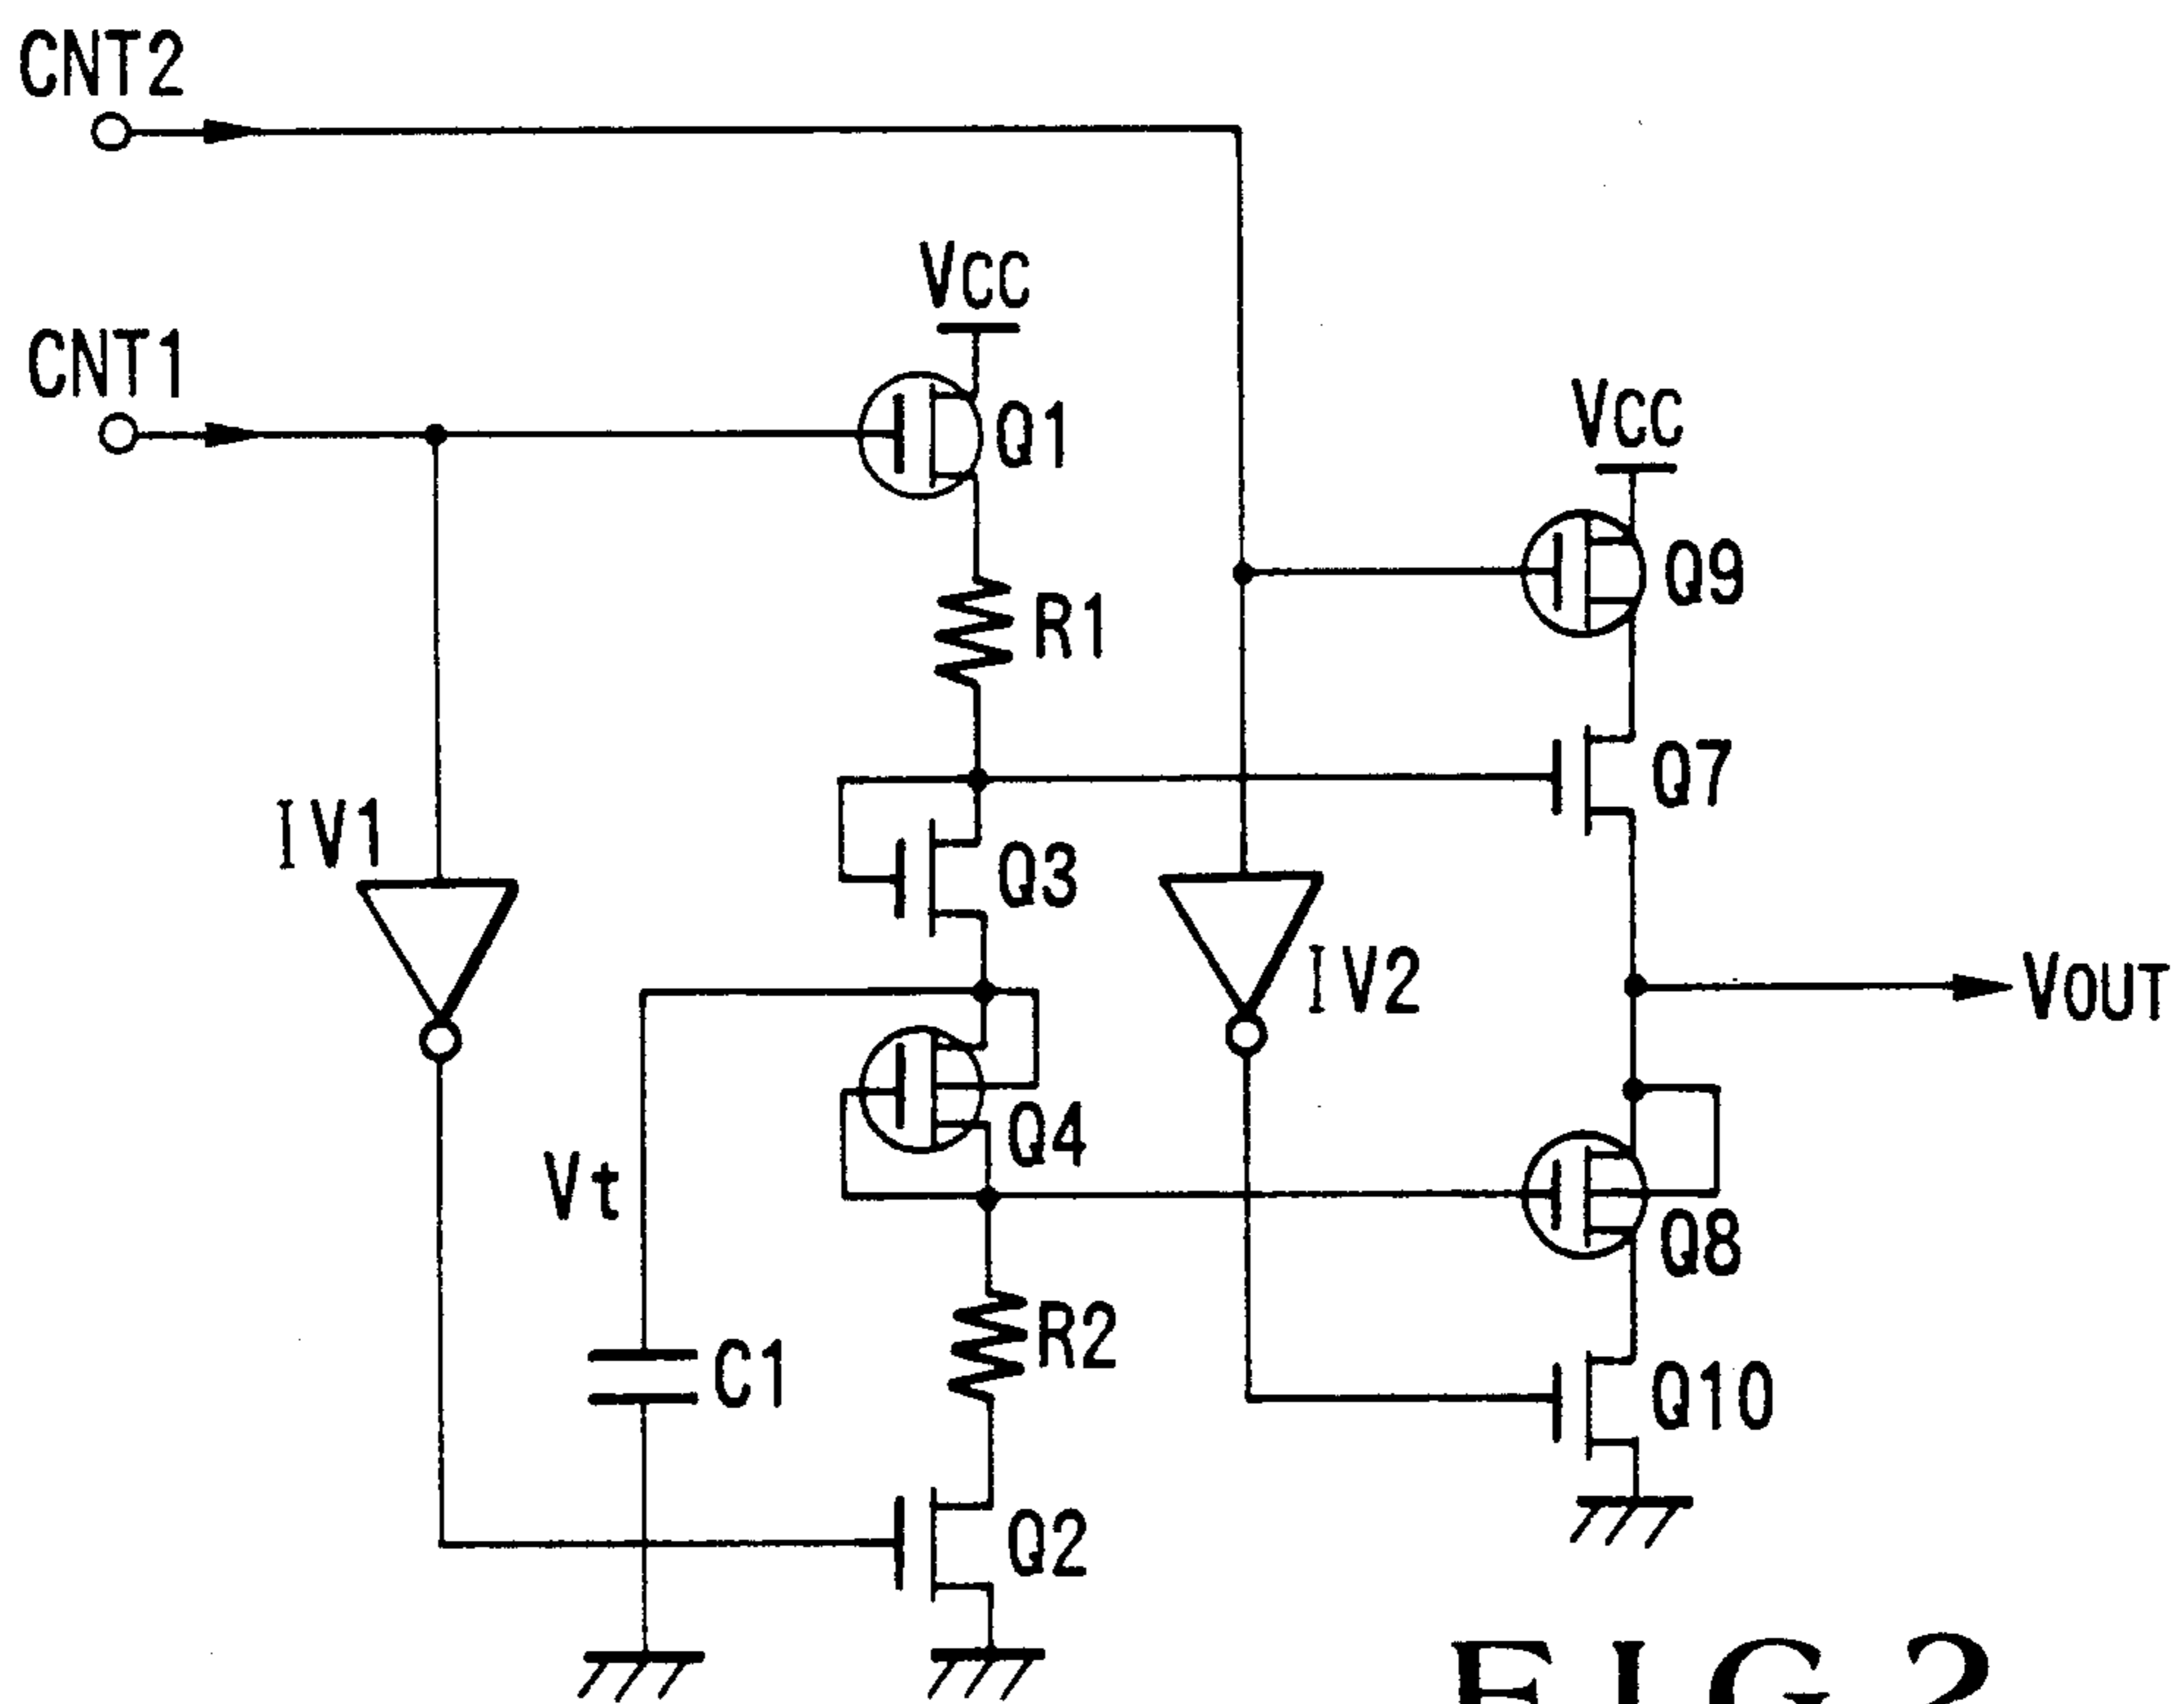 CNT2
VCC
CNT1
Q1
VCC
Q9
R1
Q7
IV1
Q3
IV2
VOUT
Q4
Vt
Q8
R2
C1
Q10
Q2
FIG.2